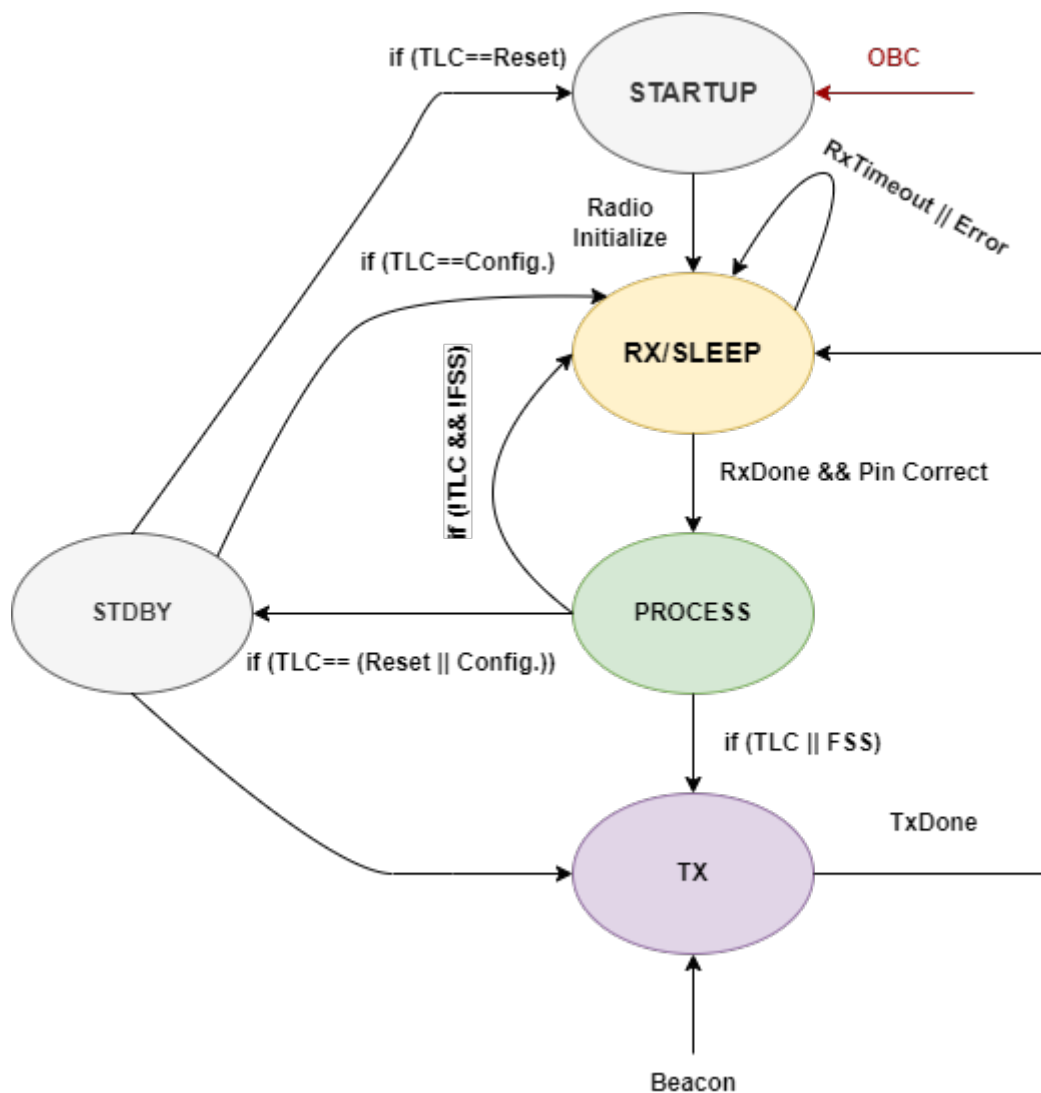 if (TLC==Reset)
OBC
STARTUP
RxTimeout || Error
Radio
Initialize
if (TLC==Config.)
RX/SLEEP
if (!TLC && !FSS)
RxDone && Pin Correct
STDBY
PROCESS
if (TLC== (Reset || Config.))
if (TLC || FSS)
TxDone
TX
Beacon